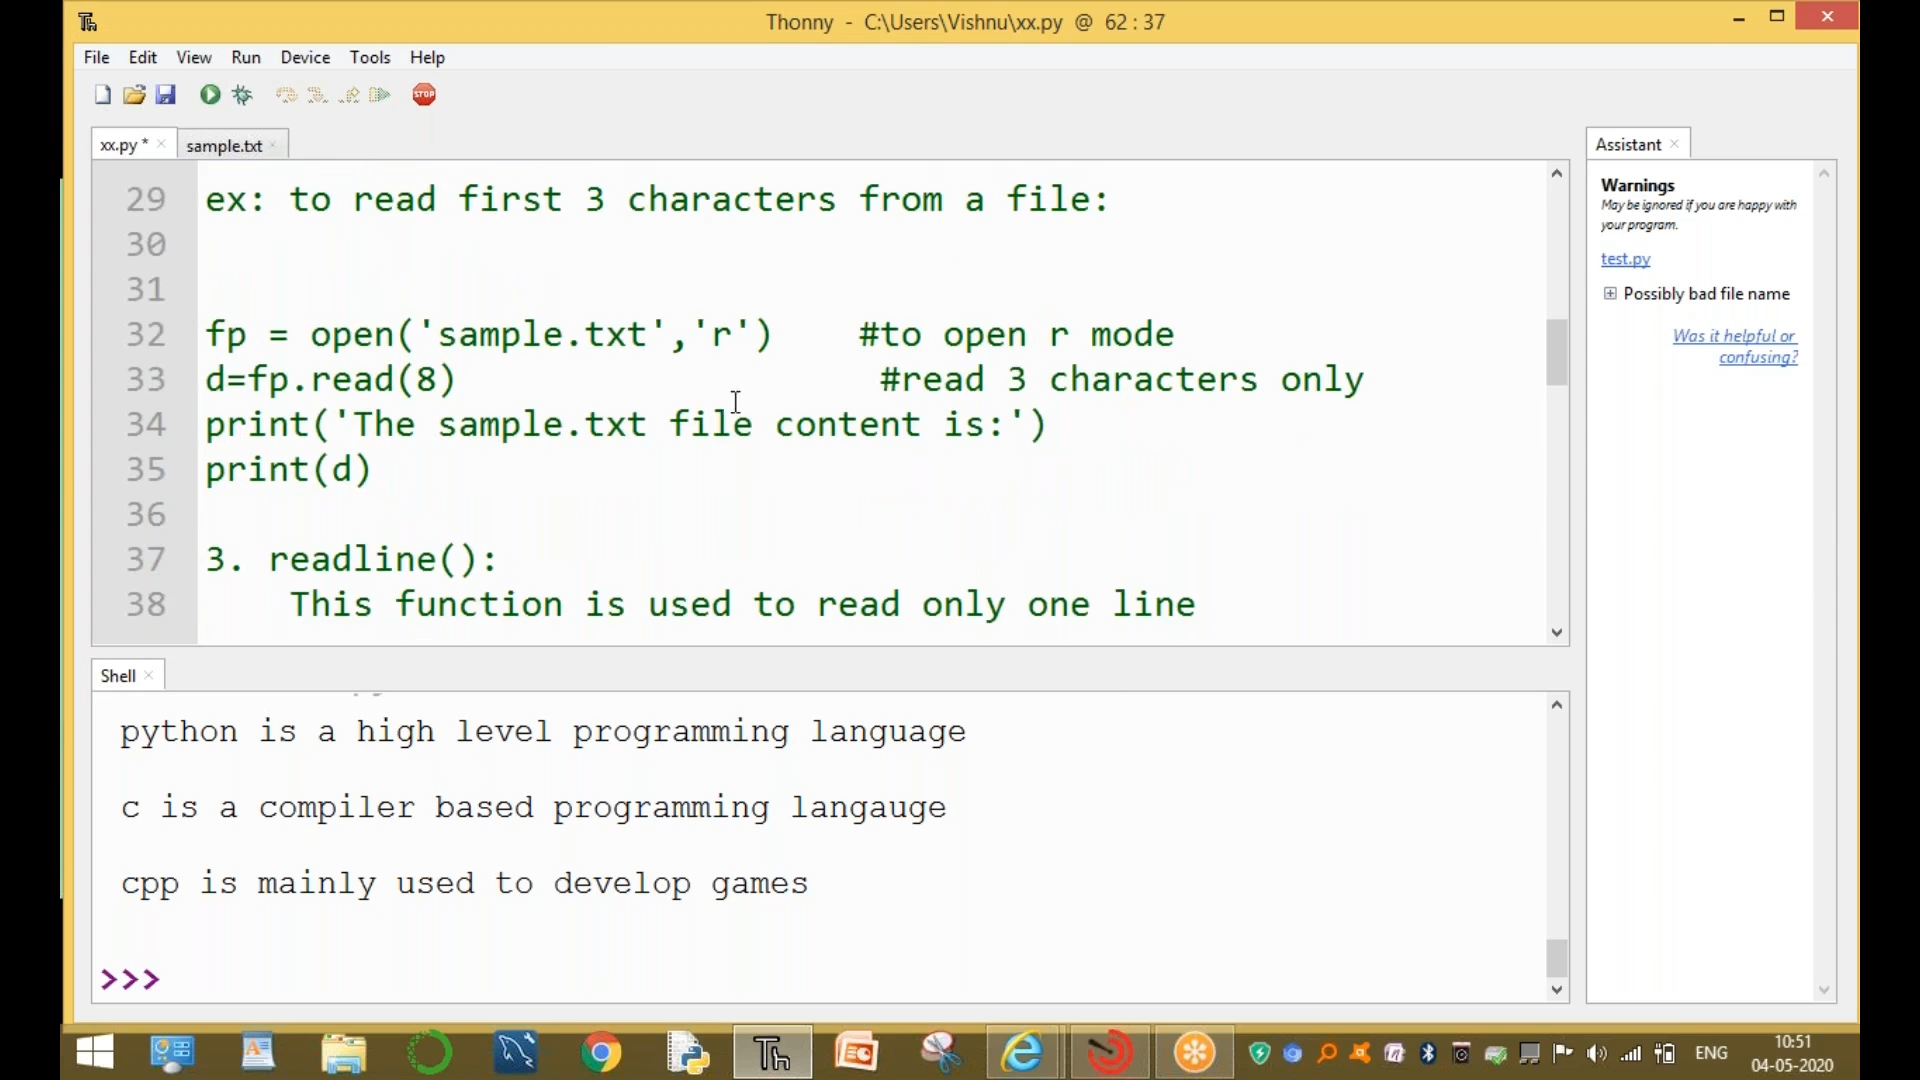 Th
Thonny - C:\Users\Vishnu\xx.py @ 62 : 37
File Edit View Run Device Tools Help
STOP
xx.py *
sample.txt
29 ex: to read first 3 characters from a file:
30
31
32 fp = open('sample.txt','r') #to open r mode
33 d=fp.read(8) #read 3 characters only
34 print('The sample.txt file content is:')
35 print(d)
36
37 3. readline():
38 This function is used to read only one line
Assistant
Warnings
May be ignored if you are happy with
your program.
test.py
Possibly bad file name
Was it helpful or
confusing?
Shell
python is a high level programming language
c is a compiler based programming langauge
cpp is mainly used to develop games
>>>
Th
ENG
10:51
04-05-2020